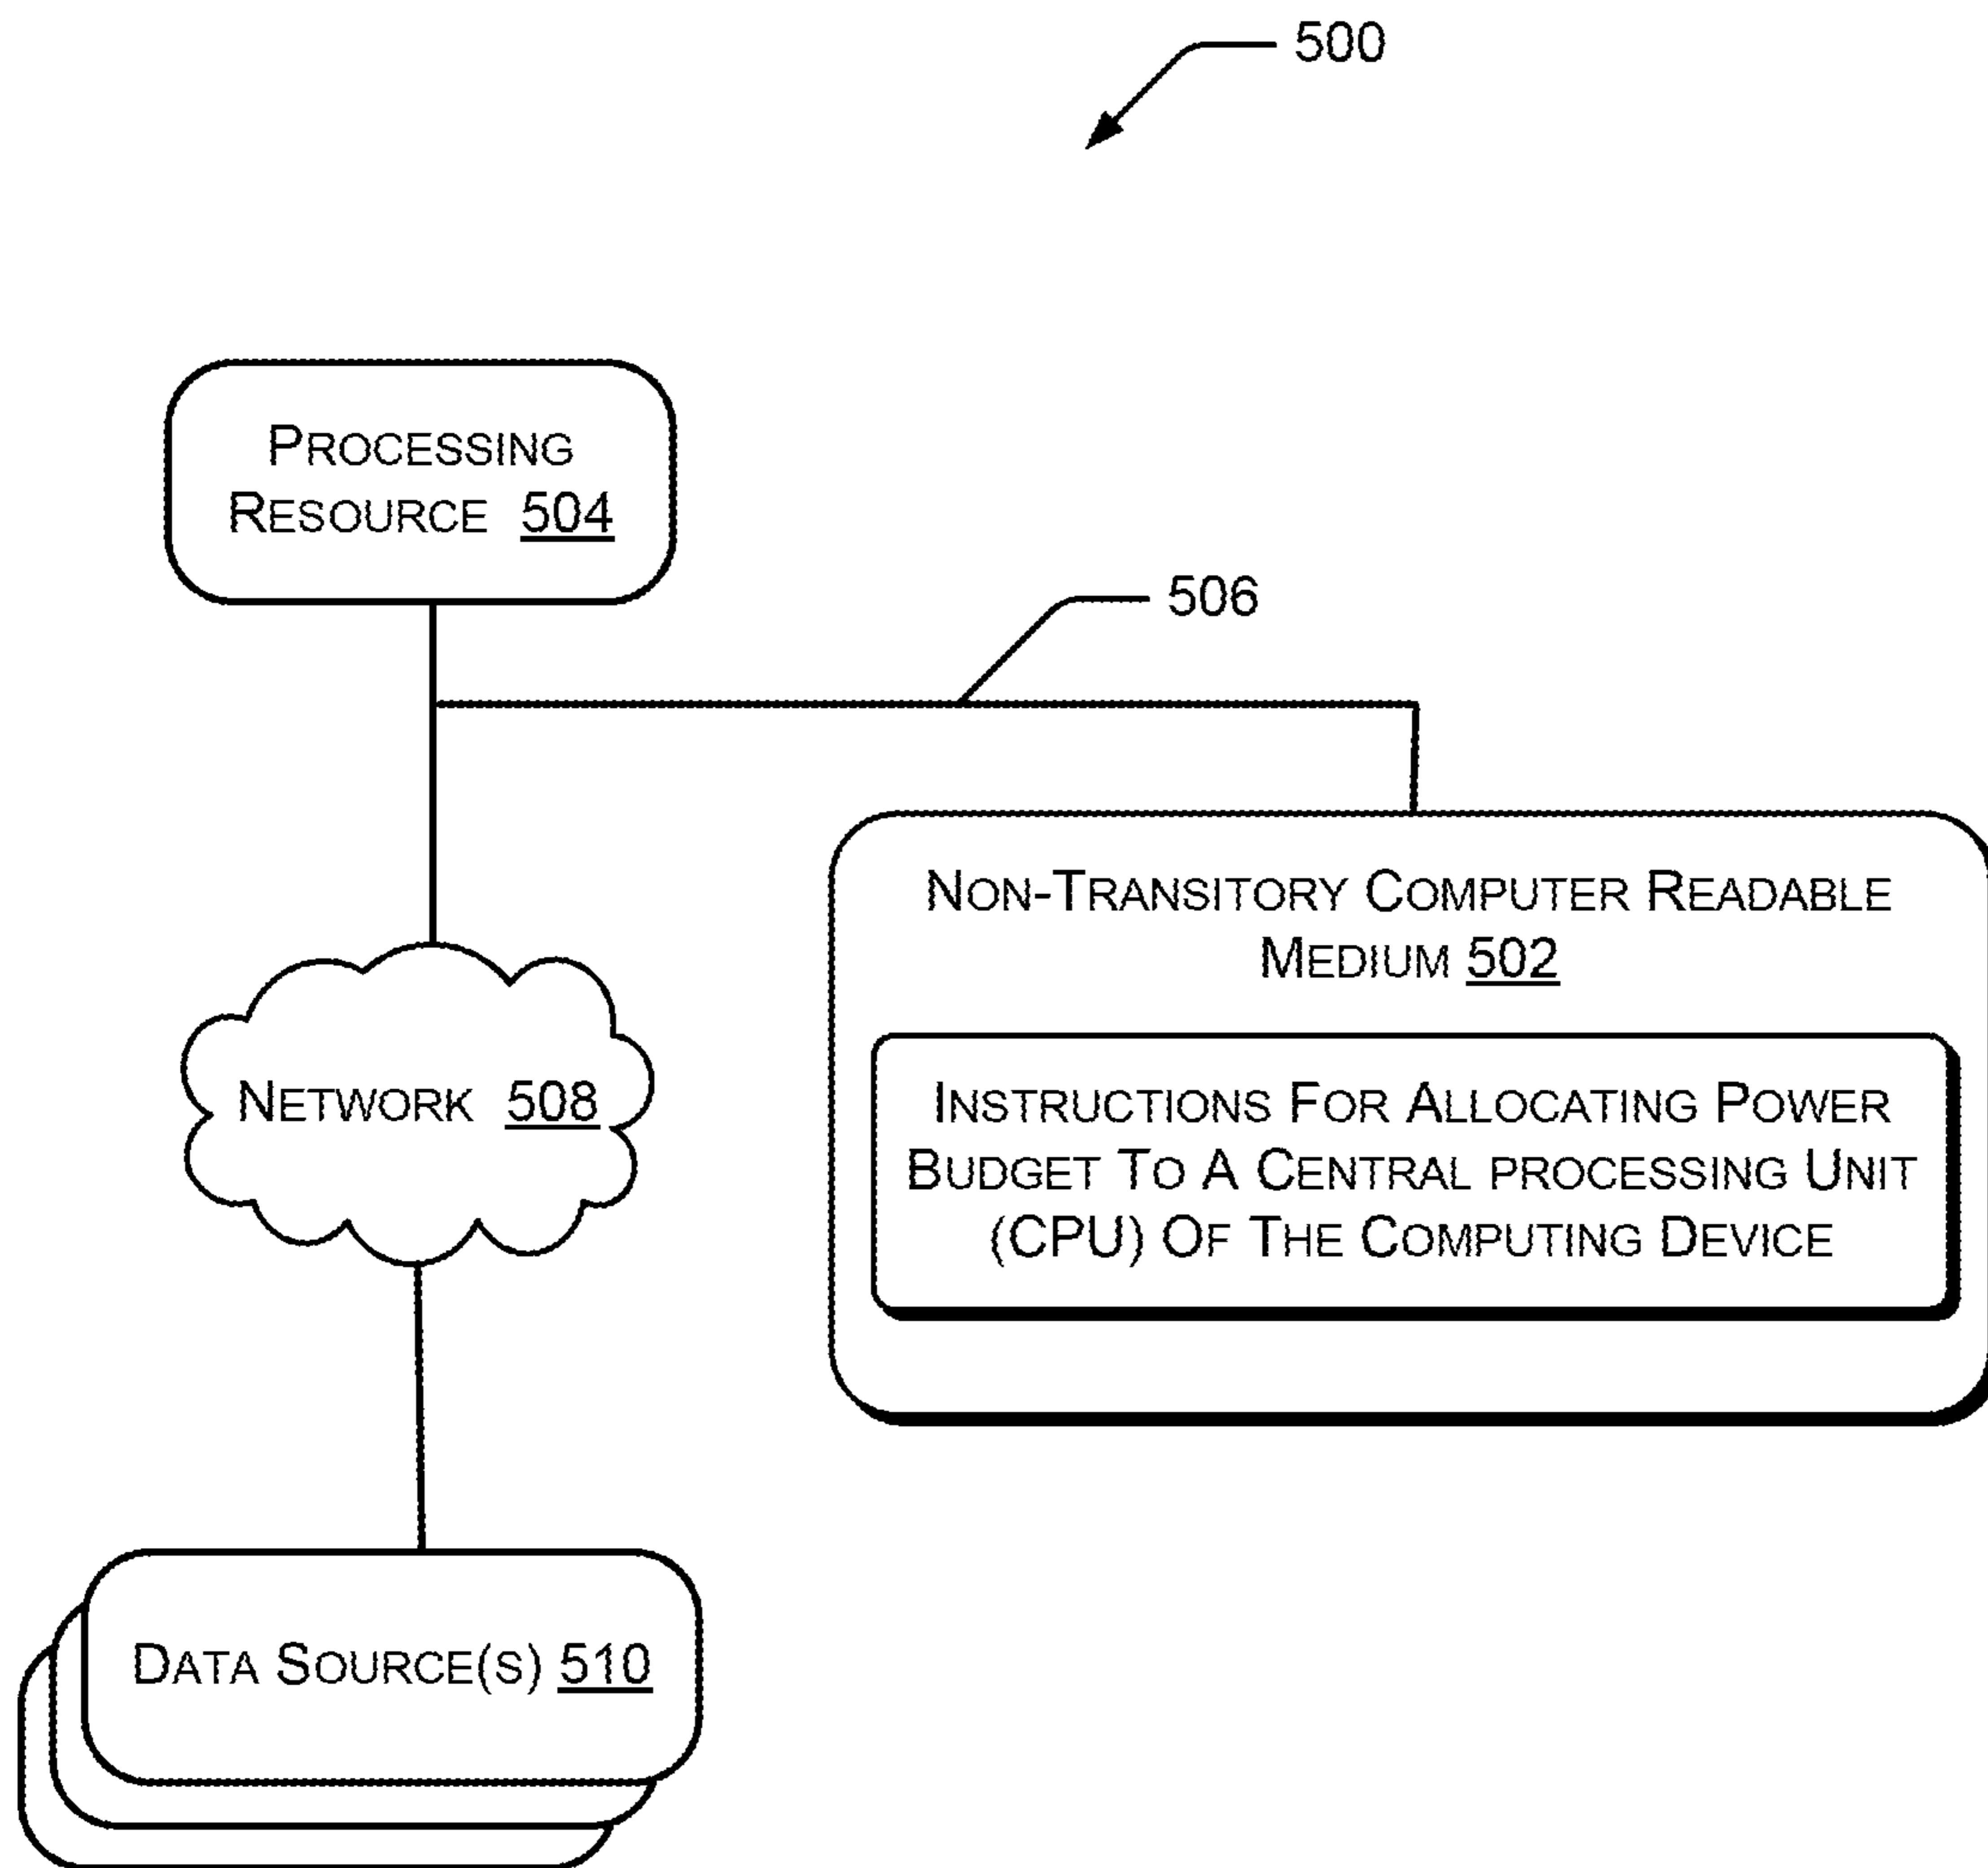 500
PROCESSING
RESOURCE 504
506
NON-TRANSITORY COMPUTER READABLE
MEDIUM 502
NETWORK 508
INSTRUCTIONS FOR ALLOCATING POWER
BUDGET TO A CENTRAL PROCESSING UNIT
(CPU) OF THE COMPUTING DEVICE
DATA SOURCE(S) 510